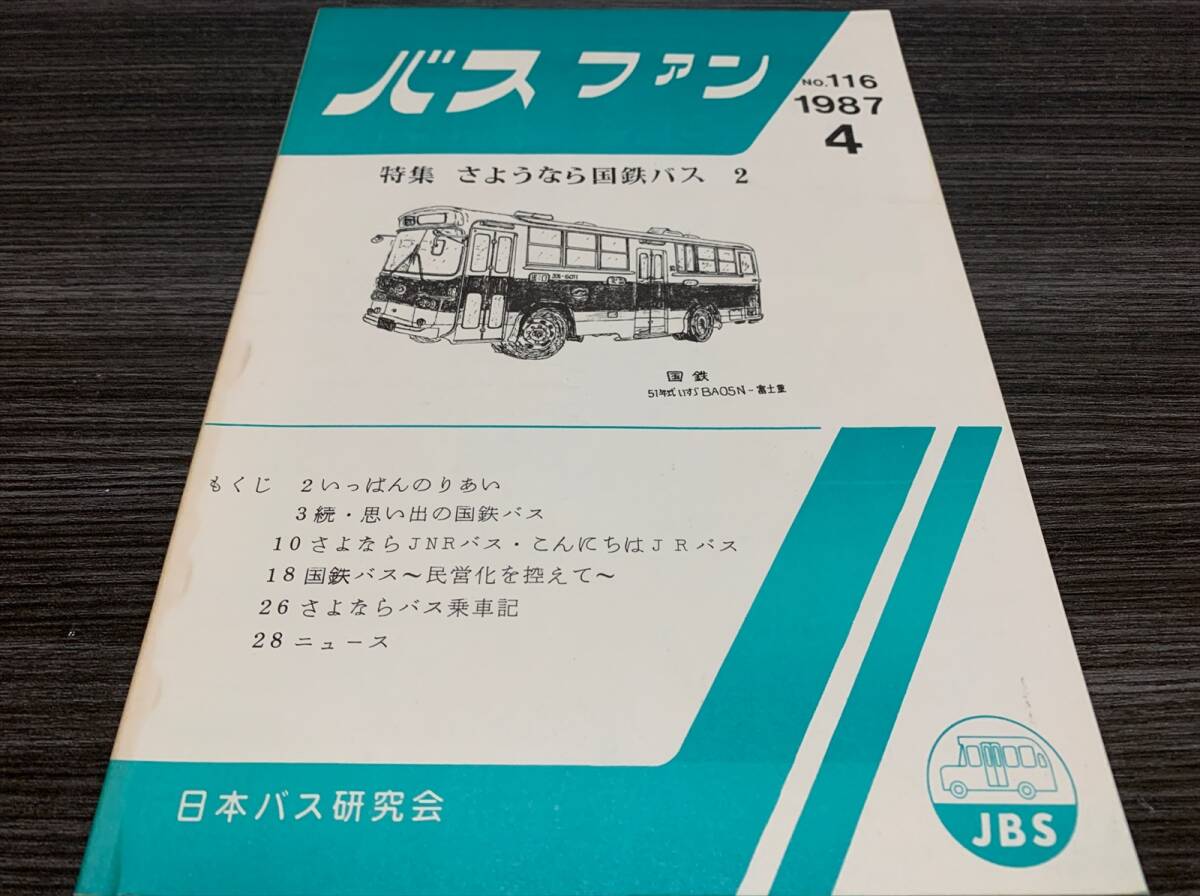 バスファン
NO.116
1987
4
特集 さようなら国鉄バス 2
国鉄
51年式いすゞBA05N-富士重
もくじ 2いっぱんのりあい
3続・思い出の国鉄バス
10さよならJNRバス・こんにちはJRバス
18国鉄バス〜民営化を控えて〜
26さよならバス乗車記
28ニュース
日本バス研究会
JBS